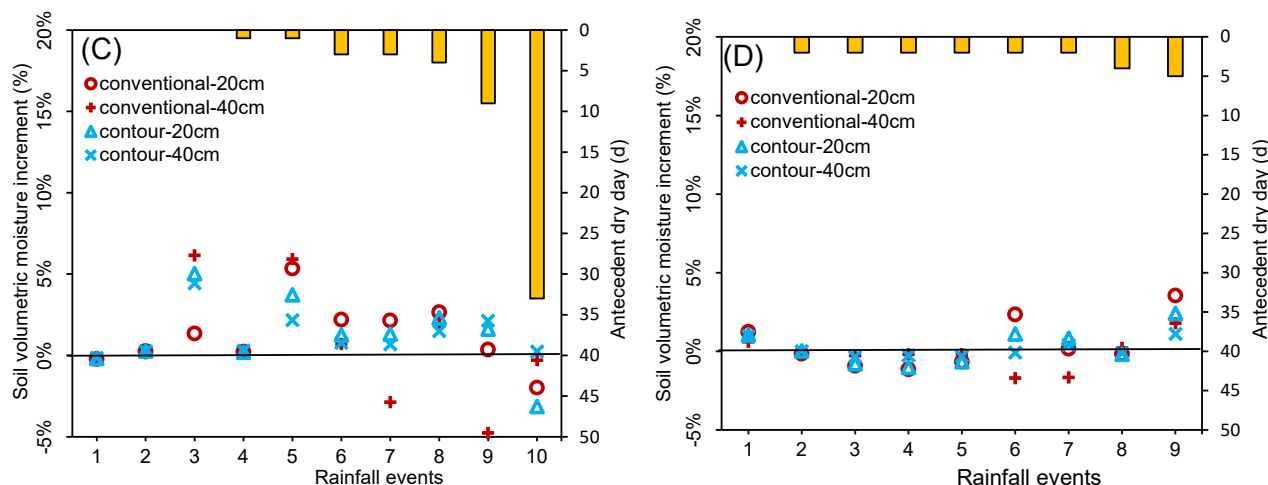 (C)
conventional-20cm
conventional-40cm
contour-20cm
contour-40cm
Soil volumetric moisture increment (%)
20%
15%
10%
5%
0%
-5%
0
5
10
15
20
25
30
35
40
45
50
Antecedent dry day (d)
1 2 3 4 5 6 7 8 9 10
Rainfall events
(D)
conventional-20cm
conventional-40cm
contour-20cm
contour-40cm
Soil volumetric moisture increment (%)
20%
15%
10%
5%
0%
-5%
0
5
10
15
20
25
30
35
40
45
50
Antecedent dry day (d)
1 2 3 4 5 6 7 8 9
Rainfall events